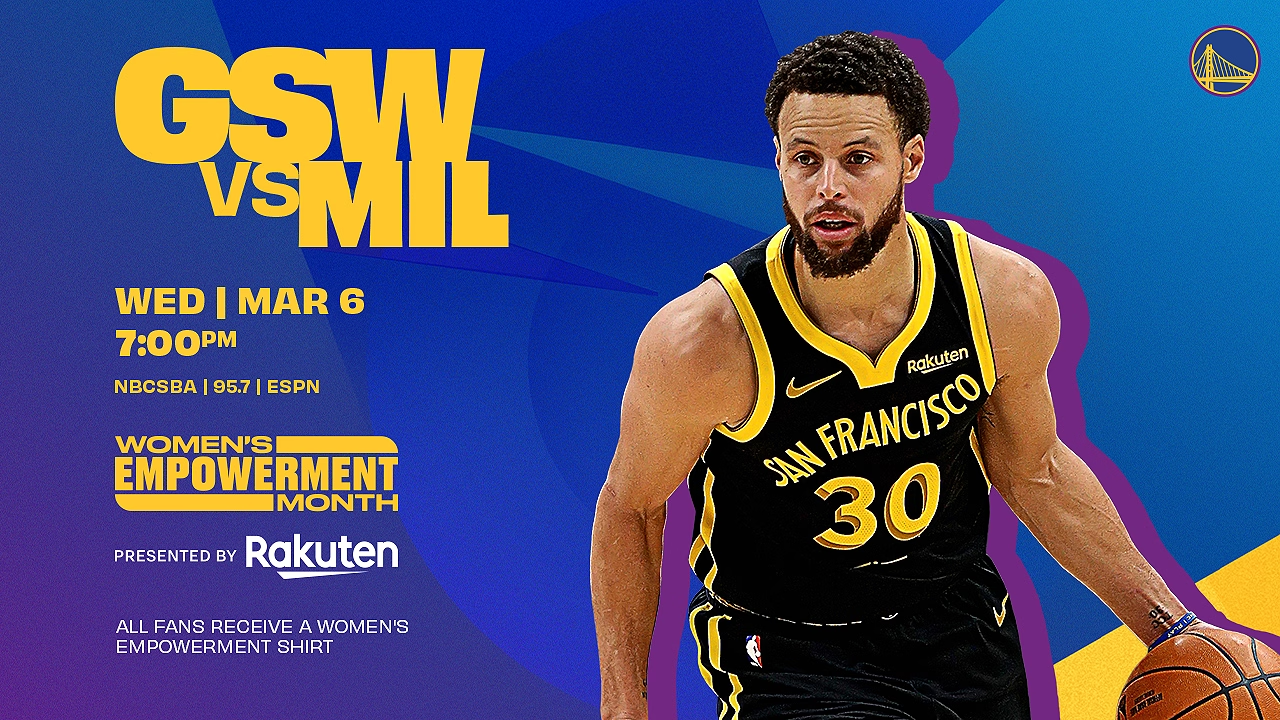 GSW
VS MIL
WED | MAR 6
7:00PM
NBCSBA | 95.7 | ESPN
WOMEN'S
EMPOWERMENT
MONTH
PRESENTED BY Rakuten
ALL FANS RECEIVE A WOMEN'S
EMPOWERMENT SHIRT
Rakuten
SAN FRANCISCO
30